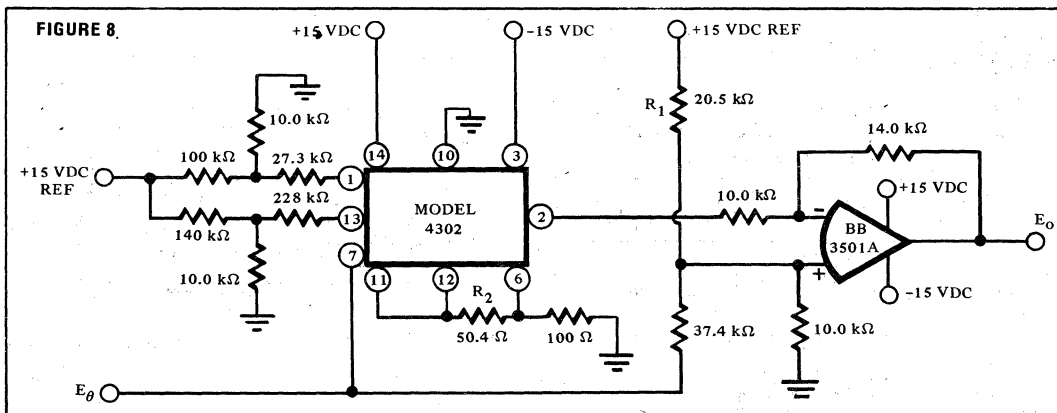 FIGURE 8.
+15 VDC
-15 VDC
+15 VDC REF
10.0 kΩ
R1
20.5 kΩ
14.0 kΩ
100 kΩ
27.3 kΩ
+15 VDC
REF
1
14
10
3
+15 VDC
228 kΩ
13
MODEL
4302
2
10.0 kΩ
-
BB
3501A
Eo
140 kΩ
7
+
10.0 kΩ
11
12
6
R2
50.4 Ω
100 Ω
37.4 kΩ
10.0 kΩ
-15 VDC
Eθ